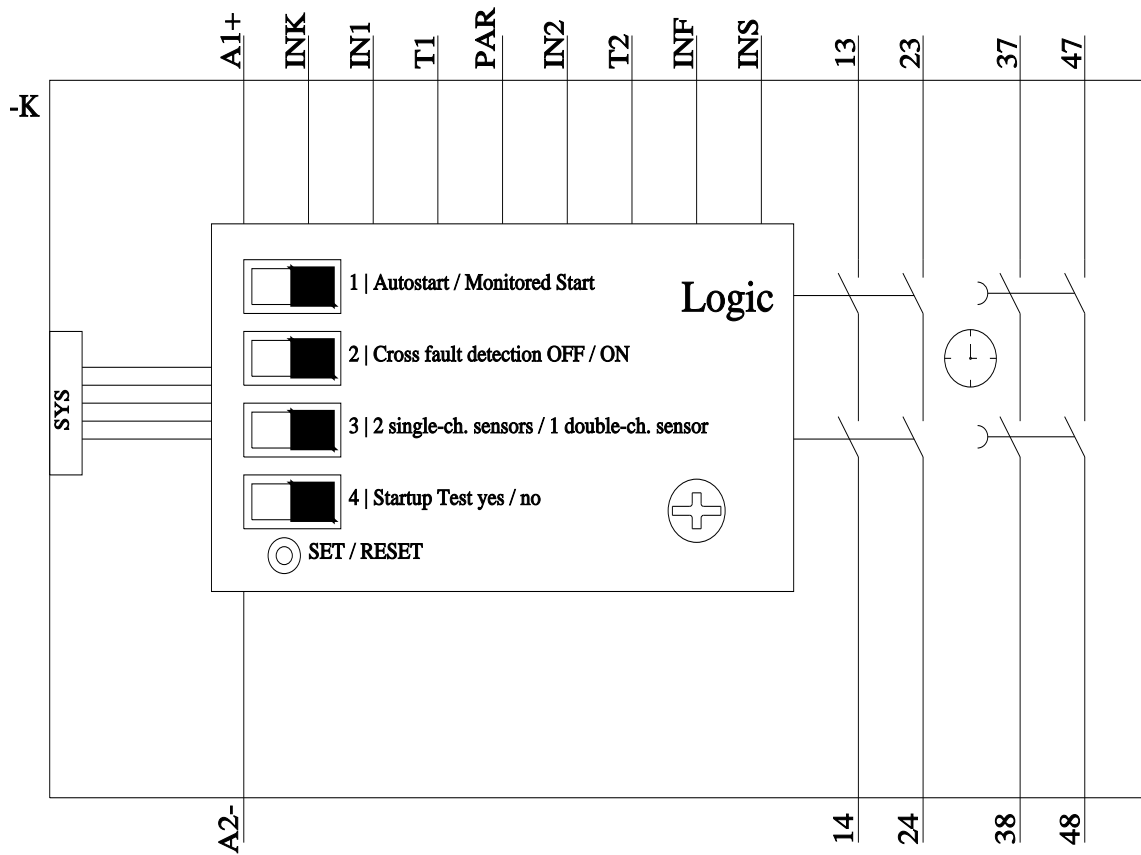 A1+ INK IN1 T1 PAR IN2 T2 INF INS 13 23 37 47
-K
1 | Autostart / Monitored Start
Logic
2 | Cross fault detection OFF / ON
SYS
3 | 2 single-ch. sensors / 1 double-ch. sensor
4 | Startup Test yes / no
SET / RESET
A2- 14 24 38 48